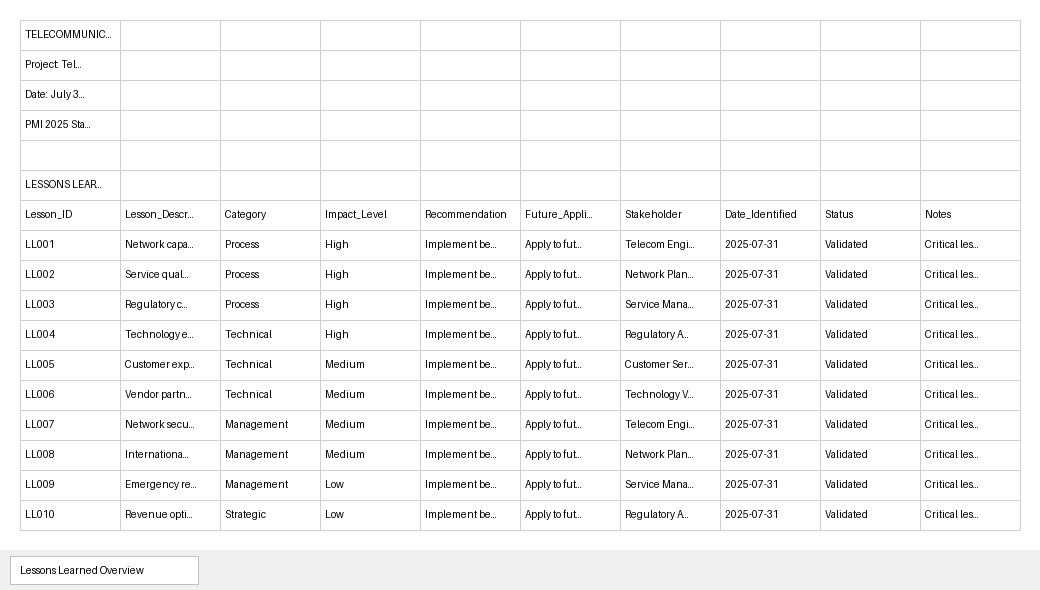 TELECOMMUNIC...
Project: Tel...
Date: July 3...
PMI 2025 Sta...
LESSONS LEAR...
Lesson_ID Lesson_Descr... Category Impact_Level Recommendation Future_Appli... Stakeholder Date_Identified Status Notes
LL001 Network capa... Process High Implement be... Apply to fut... Telecom Engi... 2025-07-31 Validated Critical les...
LL002 Service qual... Process High Implement be... Apply to fut... Network Plan... 2025-07-31 Validated Critical les...
LL003 Regulatory c... Process High Implement be... Apply to fut... Service Mana... 2025-07-31 Validated Critical les...
LL004 Technology e... Technical High Implement be... Apply to fut... Regulatory A... 2025-07-31 Validated Critical les...
LL005 Customer exp... Technical Medium Implement be... Apply to fut... Customer Ser... 2025-07-31 Validated Critical les...
LL006 Vendor partn... Technical Medium Implement be... Apply to fut... Technology V... 2025-07-31 Validated Critical les...
LL007 Network secu... Management Medium Implement be... Apply to fut... Telecom Engi... 2025-07-31 Validated Critical les...
LL008 Internationa... Management Medium Implement be... Apply to fut... Network Plan... 2025-07-31 Validated Critical les...
LL009 Emergency re... Management Low Implement be... Apply to fut... Service Mana... 2025-07-31 Validated Critical les...
LL010 Revenue opti... Strategic Low Implement be... Apply to fut... Regulatory A... 2025-07-31 Validated Critical les...
Lessons Learned Overview